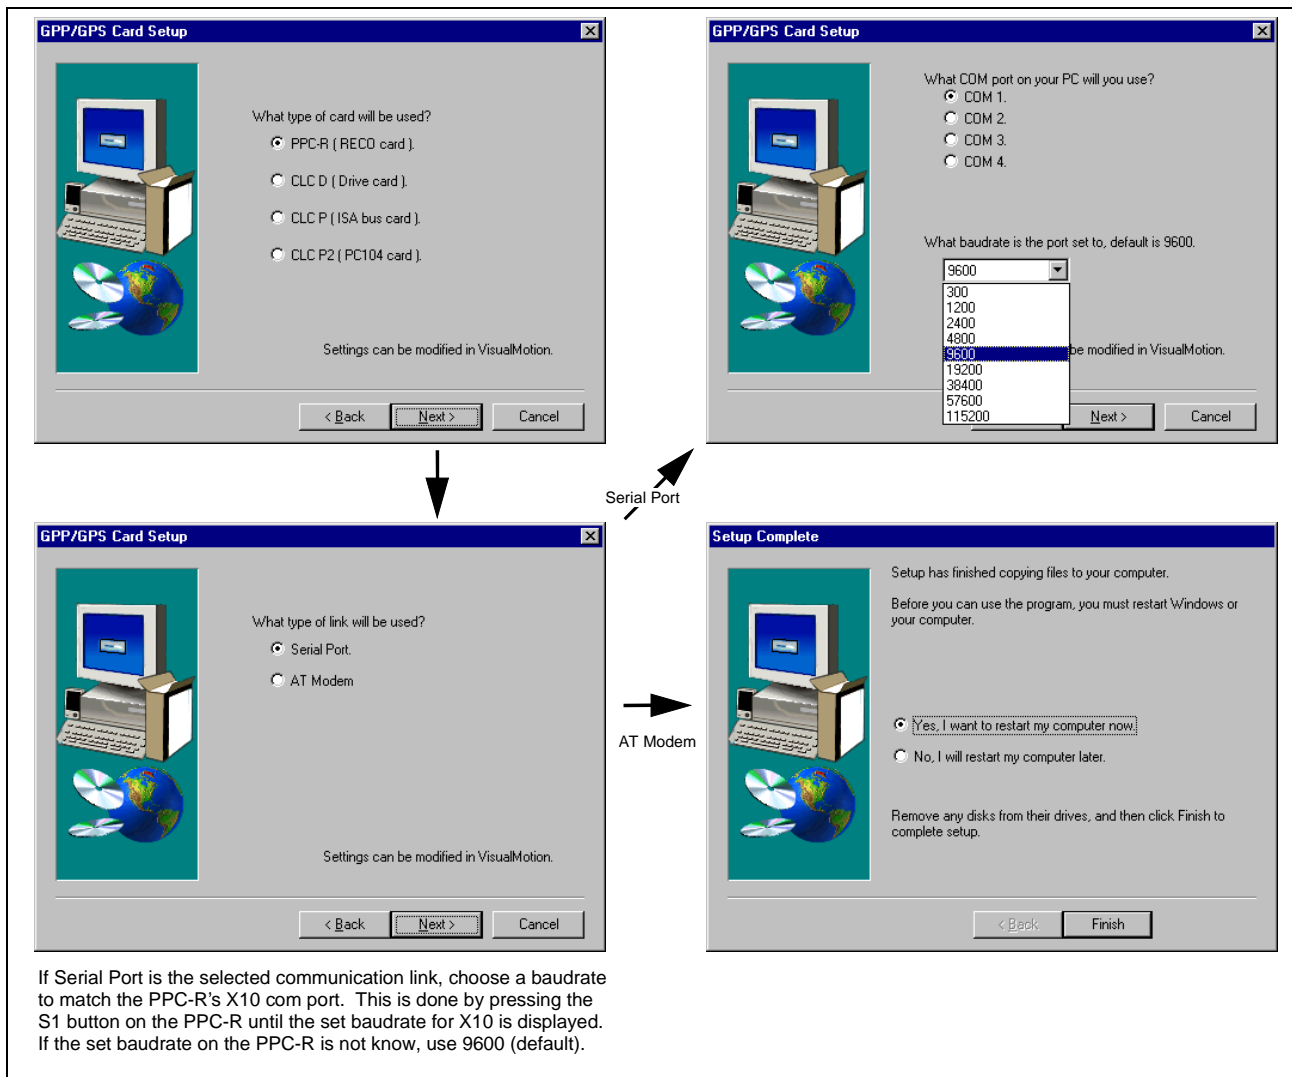 GPP/GPS Card Setup
What type of card will be used?
PPC-R ( RECO card ).
CLC D ( Drive card ).
CLC P ( ISA bus card ).
CLC P2 ( PC104 card ).
Settings can be modified in VisualMotion.
< Back
Next >
Cancel
GPP/GPS Card Setup
What COM port on your PC will you use?
COM 1.
COM 2.
COM 3.
COM 4.
What baudrate is the port set to, default is 9600.
9600
300
1200
2400
4800
9600
19200
38400
57600
115200
be modified in VisualMotion.
Next >
Cancel
Serial Port
GPP/GPS Card Setup
What type of link will be used?
Serial Port.
AT Modem
Settings can be modified in VisualMotion.
< Back
Next >
Cancel
AT Modem
Setup Complete
Setup has finished copying files to your computer.
Before you can use the program, you must restart Windows or
your computer.
Yes, I want to restart my computer now.
No, I will restart my computer later.
Remove any disks from their drives, and then click Finish to
complete setup.
< Back
Finish
If Serial Port is the selected communication link, choose a baudrate
to match the PPC-R's X10 com port.  This is done by pressing the
S1 button on the PPC-R until the set baudrate for X10 is displayed.
If the set baudrate on the PPC-R is not know, use 9600 (default).